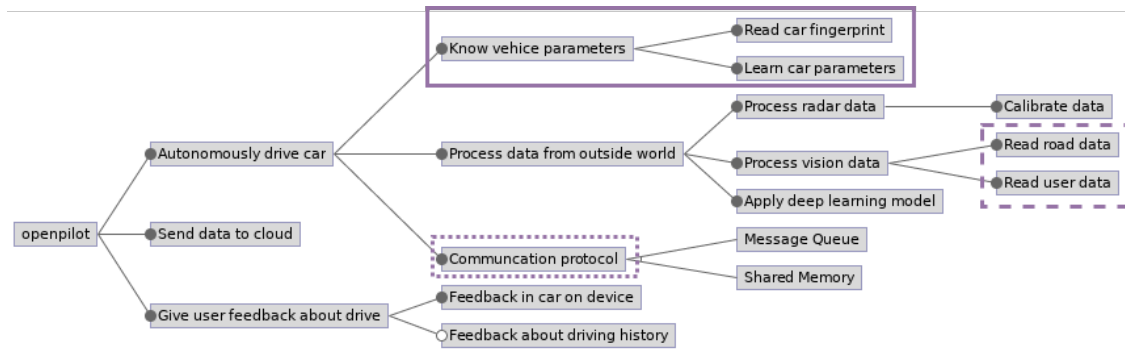 Know vehice parameters
Read car fingerprint
Learn car parameters
Process radar data
Calibrate data
Autonomously drive car
Process data from outside world
Process vision data
Read road data
Read user data
Apply deep learning model
openpilot
Send data to cloud
Communcation protocol
Message Queue
Shared Memory
Give user feedback about drive
Feedback in car on device
Feedback about driving history